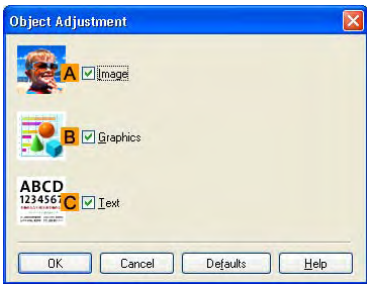 Object Adjustment
A Image
B Graphics
ABCD
1234567
C Text
OK Cancel Defaults Help